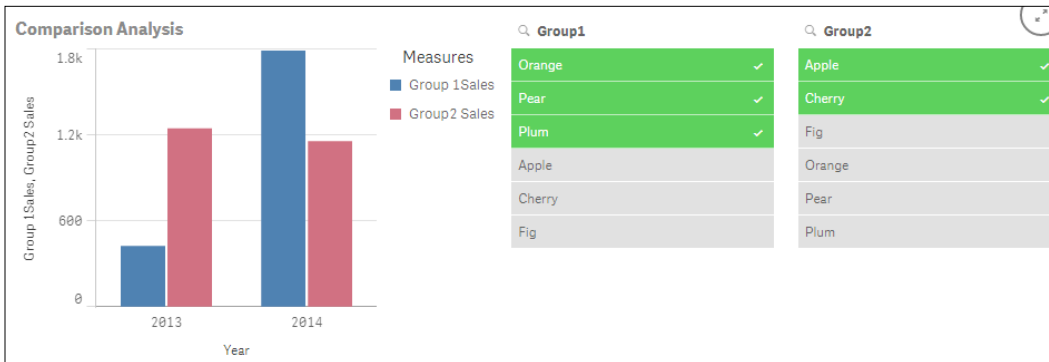 Comparison Analysis
Group 1Sales, Group2 Sales
1.8k
1.2k
600
0
2013 2014
Year
Measures
Group 1Sales
Group2 Sales
Group1
Orange
Pear
Plum
Apple
Cherry
Fig
Group2
Apple
Cherry
Fig
Orange
Pear
Plum